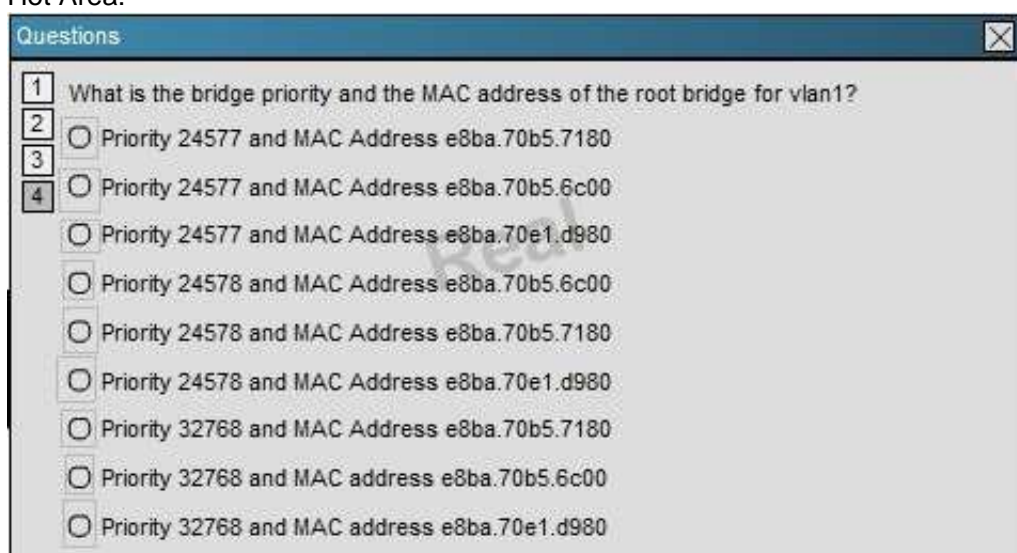 Hot Area:
Questions
1 What is the bridge priority and the MAC address of the root bridge for vlan1?
2
Priority 24577 and MAC Address e8ba.70b5.7180
3
4
Priority 24577 and MAC Address e8ba.70b5.6c00
Priority 24577 and MAC Address e8ba.70e1.d980
Real
Priority 24578 and MAC Address e8ba.70b5.6c00
Priority 24578 and MAC Address e8ba.70b5.7180
Priority 24578 and MAC Address e8ba.70e1.d980
Priority 32768 and MAC Address e8ba.70b5.7180
Priority 32768 and MAC address e8ba.70b5.6c00
Priority 32768 and MAC address e8ba.70e1.d980